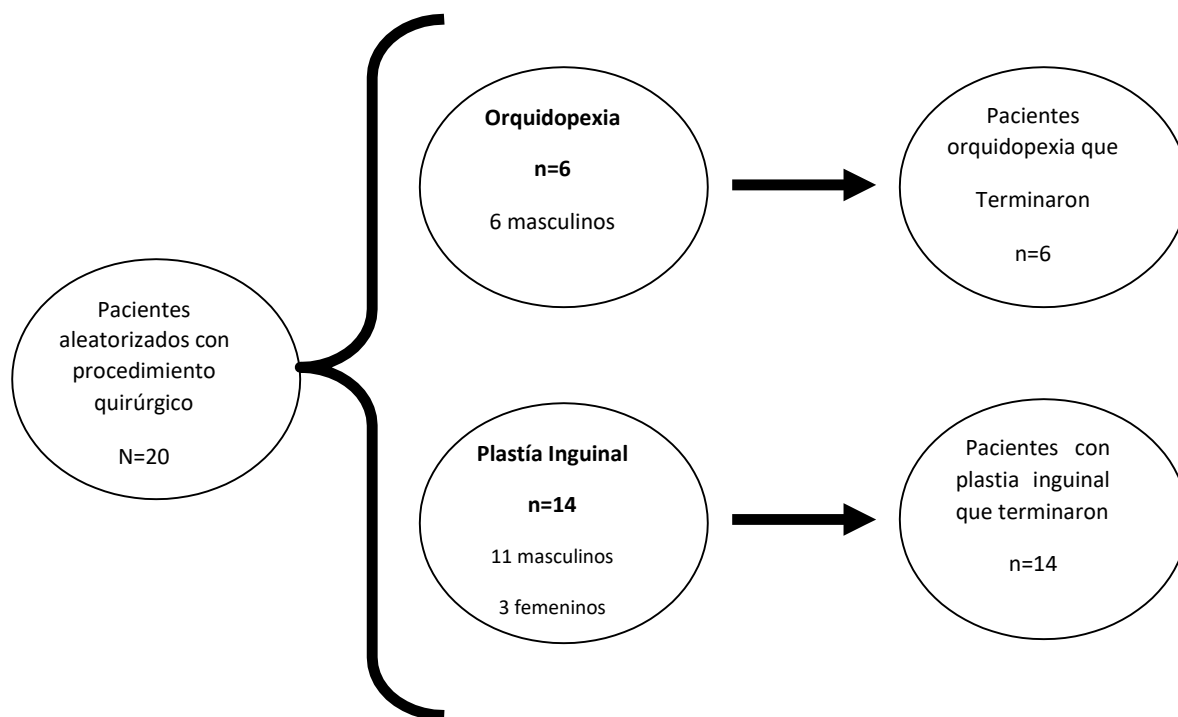 Pacientes
aleatorizados con
procedimiento
quirúrgico
N=20
Orquidopexia
n=6
6 masculinos
Pacientes
orquidopexia que
Terminaron
n=6
Plastía Inguinal
n=14
11 masculinos
3 femeninos
Pacientes con
plastia inguinal
que terminaron
n=14